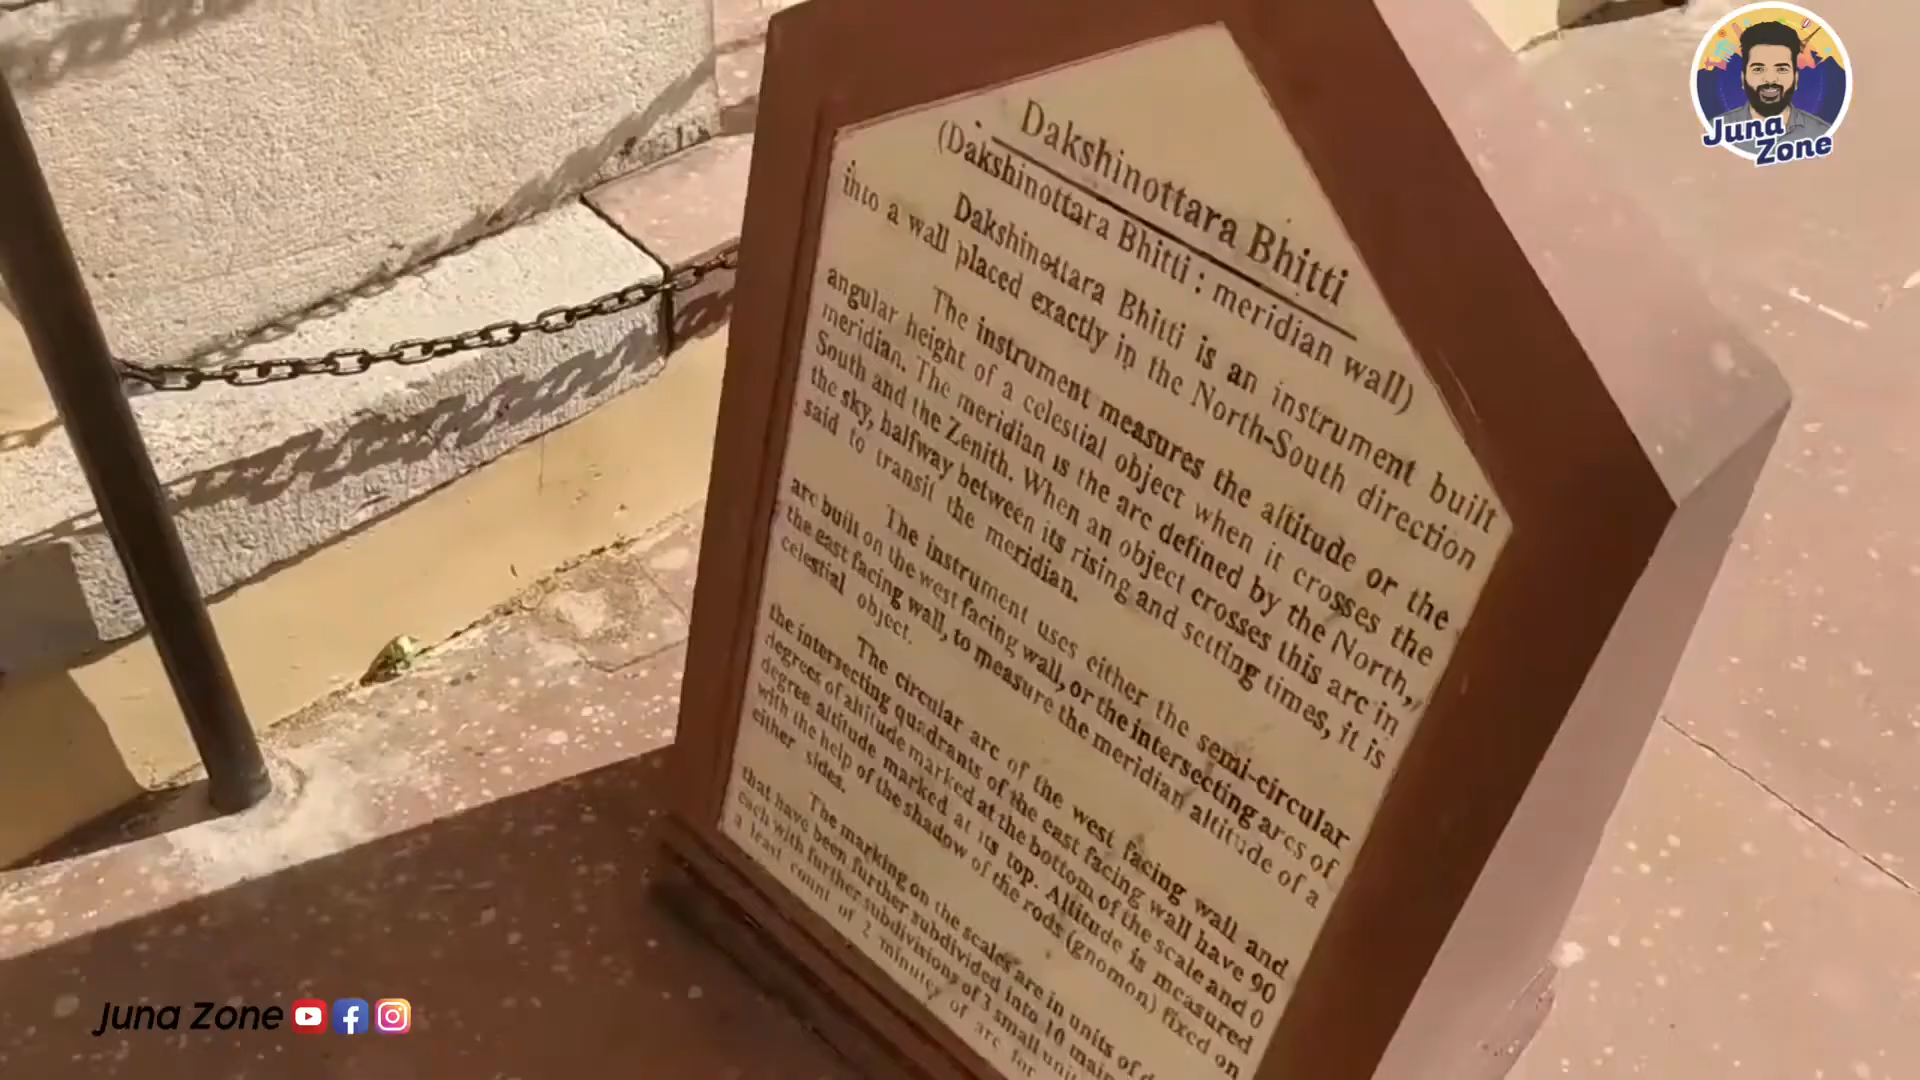 Juna
Zone
Dakshinottara Bhitti
(Dakshinottara Bhitti : meridian wall)
Dakshinottara Bhitti is an instrument built
into a wall placed exactly in the North-South direction
The instrument measures the altitude or the
angular height of a celestial object when it crosses the
meridian. The meridian is the arc defined by the North,
South and the Zenith. When an object crosses this arc in
the sky, halfway between its rising and setting times, it is
said to transit the meridian.
The instrument uses either the semi-circular
arc built on the west facing wall, or the intersecting arcs of
the east facing wall, to measure the meridian altitude of a
celestial object.
The circular arc of the west facing wall and
the intersecting quadrants of the east facing wall have 90
degrees of altitude marked at the bottom of the scale and 0
degree altitude marked at its top. Altitude is measured
with the help of the shadow of the rods (gnomon) fixed on
either sides.
The marking on the scales are in units of
that have been further subdivided into 10 main
each with further subdivisions of 3 small
a least count of 2 minutes of arc for
Juna Zone